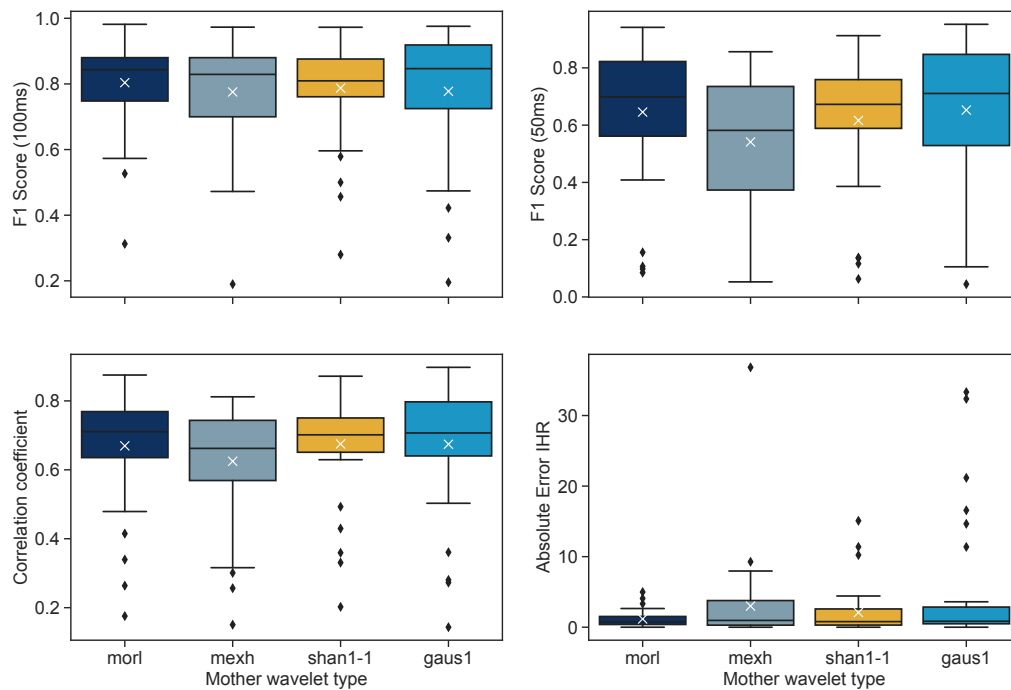 1.0
0.8
0.6
0.4
0.2
F1 Score (100ms)
0.8
0.6
0.4
0.2
0.0
F1 Score (50ms)
0.8
0.6
0.4
0.2
Correlation coefficient
morl mexh shan1-1 gaus1
Mother wavelet type
30
20
10
0
Absolute Error IHR
morl mexh shan1-1 gaus1
Mother wavelet type